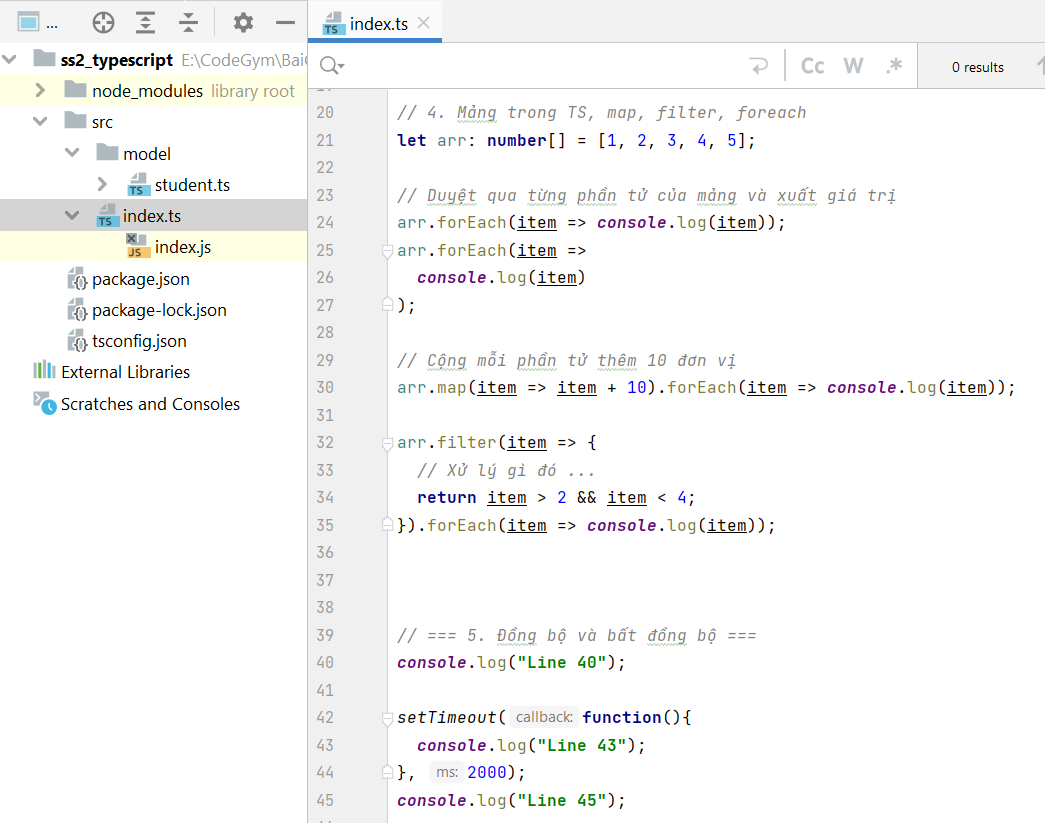 ...
index.ts
ss2_typescript E:\CodeGym\Bai
node_modules library root
src
model
student.ts
index.ts
index.js
package.json
package-lock.json
tsconfig.json
External Libraries
Scratches and Consoles
Cc W .* 0 results
20 // 4. Mảng trong TS, map, filter, foreach
21 let arr: number[] = [1, 2, 3, 4, 5];
22
23 // Duyệt qua từng phần tử của mảng và xuất giá trị
24 arr.forEach(item => console.log(item));
25 arr.forEach(item =>
26 console.log(item)
27 );
28
29 // Cộng mỗi phần tử thêm 10 đơn vị
30 arr.map(item => item + 10).forEach(item => console.log(item));
31
32 arr.filter(item => {
33 // Xử lý gì đó ...
34 return item > 2 && item < 4;
35 }).forEach(item => console.log(item));
36
37
38
39 // === 5. Đồng bộ và bất đồng bộ ===
40 console.log("Line 40");
41
42 setTimeout( callback: function(){
43 console.log("Line 43");
44 }, ms: 2000);
45 console.log("Line 45");